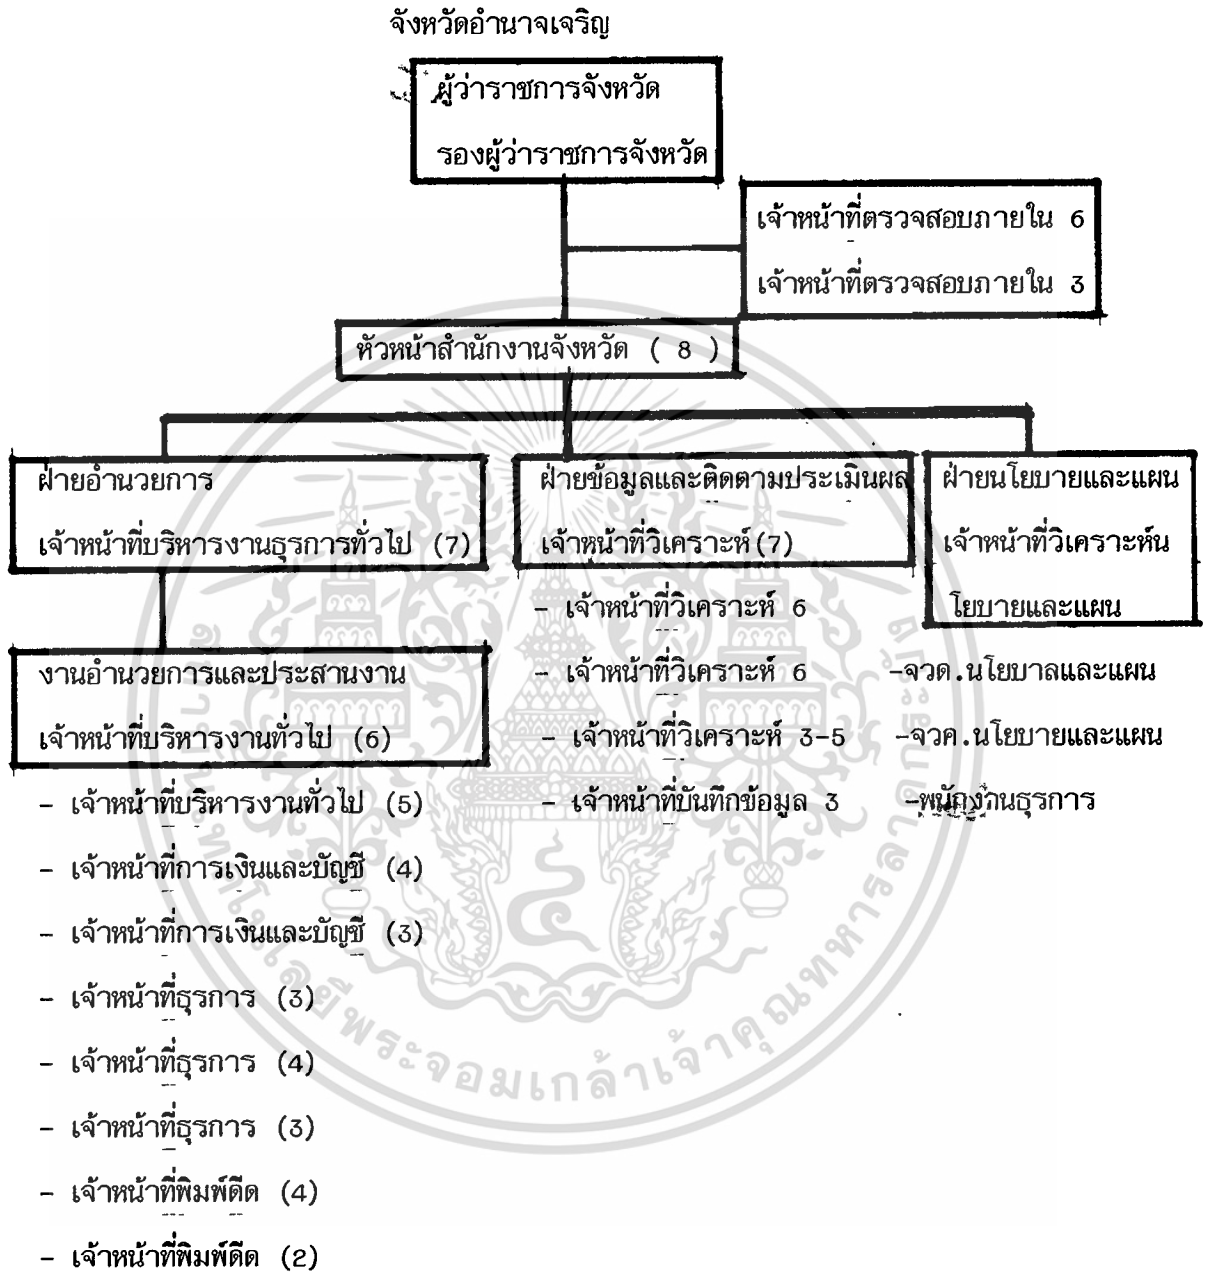 จังหวัดอำนาจเจริญ
ผู้ว่าราชการจังหวัด
รองผู้ว่าราชการจังหวัด
เจ้าหน้าที่ตรวจสอบภายใน 6
เจ้าหน้าที่ตรวจสอบภายใน 3
หัวหน้าสำนักงานจังหวัด ( 8 )
ฝ่ายอำนวยการ
เจ้าหน้าที่บริหารงานธุรการทั่วไป (7)
งานอำนวยการและประสานงาน
เจ้าหน้าที่บริหารงานทั่วไป (6)
- เจ้าหน้าที่บริหารงานทั่วไป (5)
- เจ้าหน้าที่การเงินและบัญชี (4)
- เจ้าหน้าที่การเงินและบัญชี (3)
- เจ้าหน้าที่ธุรการ (3)
- เจ้าหน้าที่ธุรการ (4)
- เจ้าหน้าที่ธุรการ (3)
- เจ้าหน้าที่พิมพ์ดีด (4)
- เจ้าหน้าที่พิมพ์ดีด (2)
ฝ่ายข้อมูลและติดตามประเมินผล
เจ้าหน้าที่วิเคราะห์(7)
- เจ้าหน้าที่วิเคราะห์ 6
- เจ้าหน้าที่วิเคราะห์ 6
- เจ้าหน้าที่วิเคราะห์ 3-5
- เจ้าหน้าที่บันทึกข้อมูล 3
ฝ่ายนโยบายและแผน
เจ้าหน้าที่วิเคราะห์น
โยบายและแผน
-จวด.นโยบาลและแผน
-จวค.นโยบายและแผน
-พนักงานธุรการ